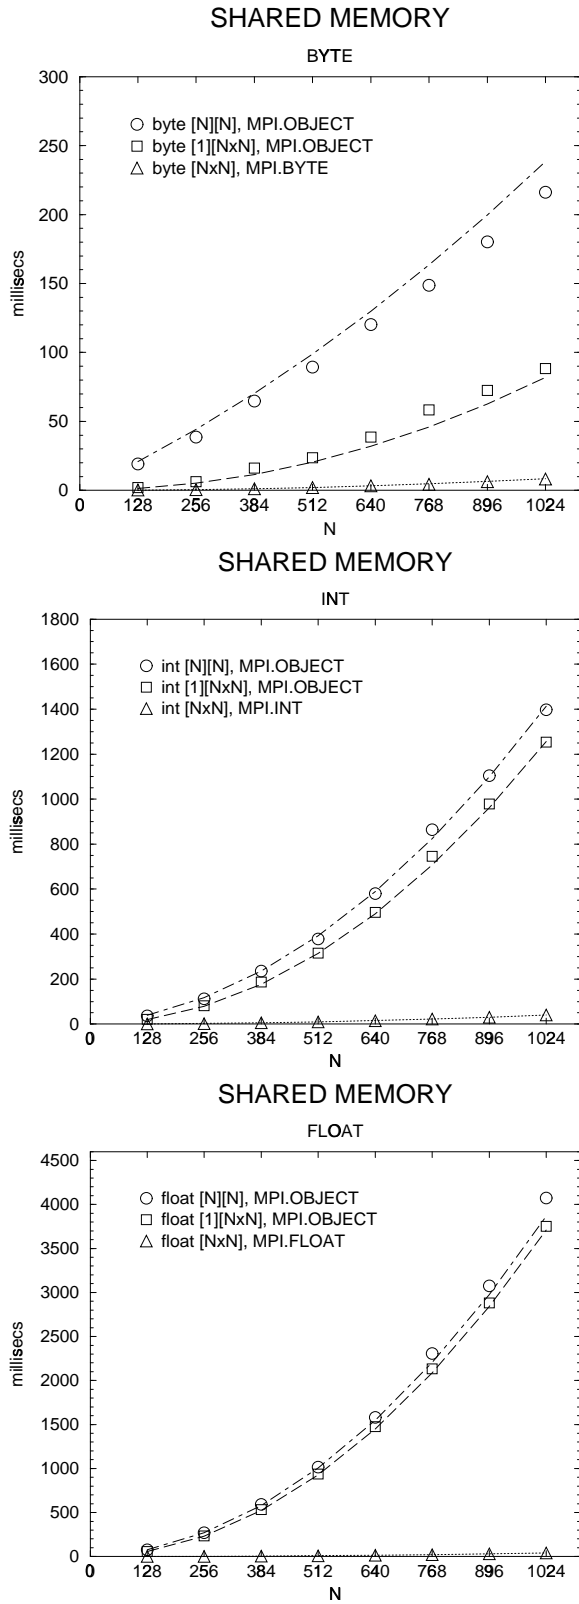 SHARED MEMORY
BYTE
300
250
200
150
100
50
0
millisecs
byte [N][N], MPI.OBJECT
byte [1][NxN], MPI.OBJECT
byte [NxN], MPI.BYTE
0 128 256 384 512 640 768 896 1024
N
SHARED MEMORY
INT
1800
1600
1400
1200
1000
800
600
400
200
0
millisecs
int [N][N], MPI.OBJECT
int [1][NxN], MPI.OBJECT
int [NxN], MPI.INT
0 128 256 384 512 640 768 896 1024
N
SHARED MEMORY
FLOAT
4500
4000
3500
3000
2500
2000
1500
1000
500
0
millisecs
float [N][N], MPI.OBJECT
float [1][NxN], MPI.OBJECT
float [NxN], MPI.FLOAT
0 128 256 384 512 640 768 896 1024
N